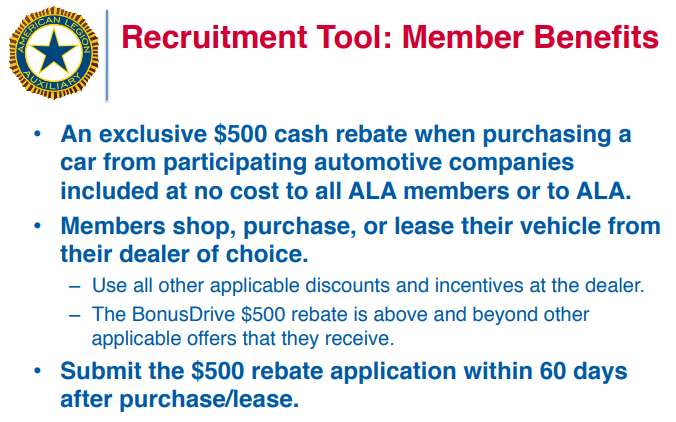 AMERICAN LEGION
AUXILIARY
Recruitment Tool: Member Benefits
• An exclusive $500 cash rebate when purchasing a
car from participating automotive companies
included at no cost to all ALA members or to ALA.
• Members shop, purchase, or lease their vehicle from
their dealer of choice.
– Use all other applicable discounts and incentives at the dealer.
– The BonusDrive $500 rebate is above and beyond other
applicable offers that they receive.
• Submit the $500 rebate application within 60 days
after purchase/lease.